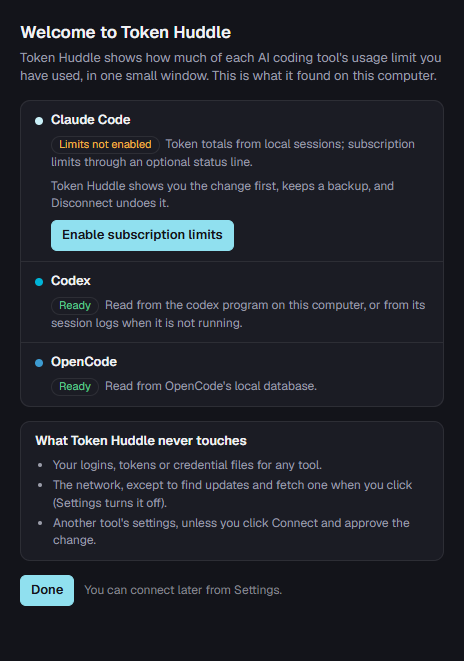 Welcome to Token Huddle
Token Huddle shows how much of each AI coding tool's usage limit you
have used, in one small window. This is what it found on this computer.
Claude Code
Limits not enabled Token totals from local sessions; subscription
limits through an optional status line.
Token Huddle shows you the change first, keeps a backup, and
Disconnect undoes it.
Enable subscription limits
Codex
Ready Read from the codex program on this computer, or from its
session logs when it is not running.
OpenCode
Ready Read from OpenCode's local database.
What Token Huddle never touches
• Your logins, tokens or credential files for any tool.
• The network, except to find updates and fetch one when you click
(Settings turns it off).
• Another tool's settings, unless you click Connect and approve the
change.
Done You can connect later from Settings.